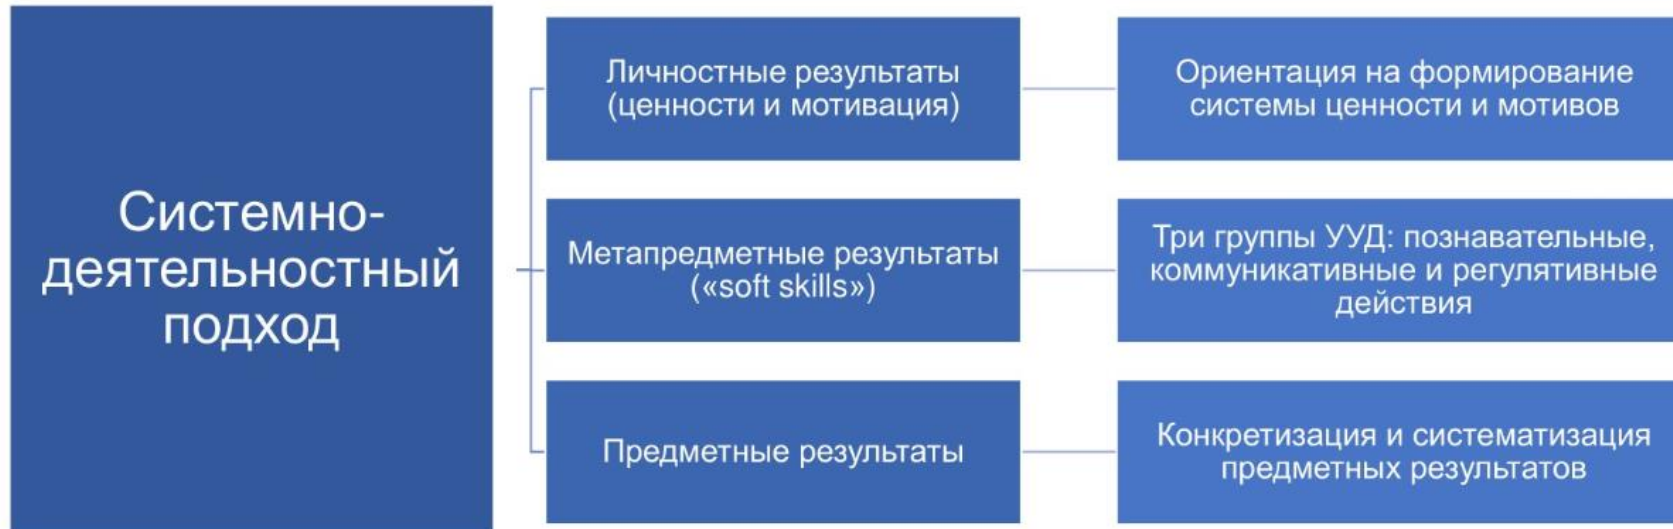 Системно-
деятельностный
подход
Личностные результаты
(ценности и мотивация)
Ориентация на формирование
системы ценности и мотивов
Метапредметные результаты
(«soft skills»)
Три группы УУД: познавательные,
коммуникативные и регулятивные
действия
Предметные результаты
Конкретизация и систематизация
предметных результатов